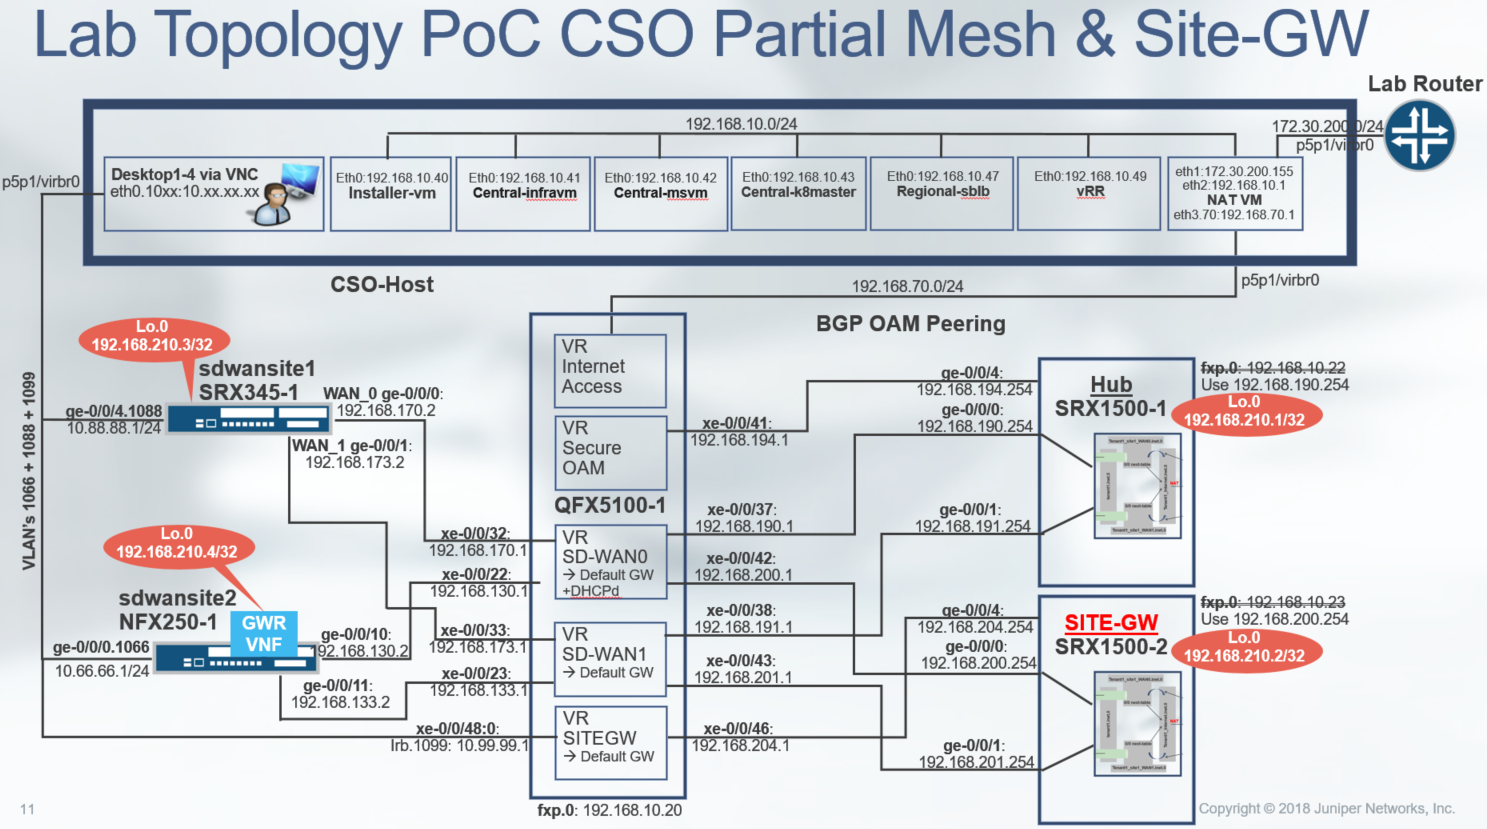 Lab Topology PoC CSO Partial Mesh & Site-GW
Lab Router
192.168.10.0/24
172.30.200.0/24
p5p1/virbr0
p5p1/virbr0
Desktop1-4 via VNC
eth0.10xx:10.xx.xx.xx
Eth0:192.168.10.40
Installer-vm
Eth0:192.168.10.41
Central-infravm
Eth0:192.168.10.42
Central-msvm
Eth0:192.168.10.43
Central-k8master
Eth0:192.168.10.47
Regional-sblb
Eth0:192.168.10.49
vRR
eth1:172.30.200.155
eth2:192.168.10.1
NAT VM
eth3.70:192.168.70.1
CSO-Host
192.168.70.0/24
p5p1/virbr0
BGP OAM Peering
Lo.0
192.168.210.3/32
sdwansite1
SRX345-1
ge-0/0/4.1088
10.88.88.1/24
WAN_0 ge-0/0/0:
192.168.170.2
WAN_1 ge-0/0/1:
192.168.173.2
VLAN's 1066 + 1088 + 1099
Lo.0
192.168.210.4/32
sdwansite2
NFX250-1
GWR
VNF
ge-0/0/0.1066
10.66.66.1/24
ge-0/0/10:
192.168.130.2
ge-0/0/11:
192.168.133.2
xe-0/0/32:
192.168.170.1
xe-0/0/22:
192.168.130.1
xe-0/0/33:
192.168.173.1
xe-0/0/23:
192.168.133.1
xe-0/0/48:0:
Irb.1099: 10.99.99.1
VR
Internet
Access
VR
Secure
OAM
QFX5100-1
VR
SD-WAN0
→ Default GW
+DHCPd
VR
SD-WAN1
→ Default GW
VR
SITEGW
→ Default GW
fxp.0: 192.168.10.20
xe-0/0/41:
192.168.194.1
xe-0/0/37:
192.168.190.1
xe-0/0/42:
192.168.200.1
xe-0/0/38:
192.168.191.1
xe-0/0/43:
192.168.201.1
xe-0/0/46:
192.168.204.1
ge-0/0/4:
192.168.194.254
ge-0/0/0:
192.168.190.254
ge-0/0/1:
192.168.191.254
ge-0/0/4:
192.168.204.254
ge-0/0/0:
192.168.200.254
ge-0/0/1:
192.168.201.254
Hub
SRX1500-1
fxp.0: 192.168.10.22
Use 192.168.190.254
Lo.0
192.168.210.1/32
SITE-GW
SRX1500-2
fxp.0: 192.168.10.23
Use 192.168.200.254
Lo.0
192.168.210.2/32
NAT
NAT
11
Copyright © 2018 Juniper Networks, Inc.